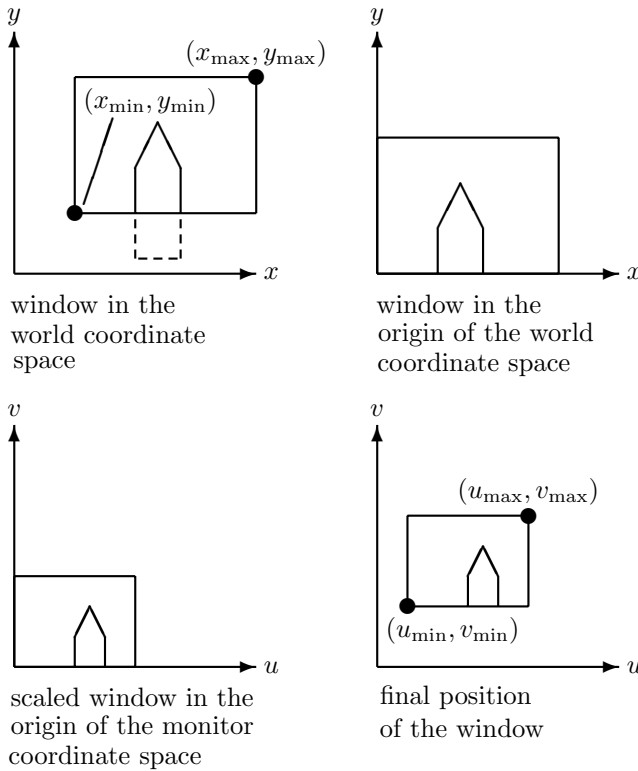 y
(x_max, y_max)
(x_min, y_min)
x
window in the
world coordinate
space
y
x
window in the
origin of the world
coordinate space
v
u
scaled window in the
origin of the monitor
coordinate space
v
(u_max, v_max)
(u_min, v_min)
u
final position
of the window